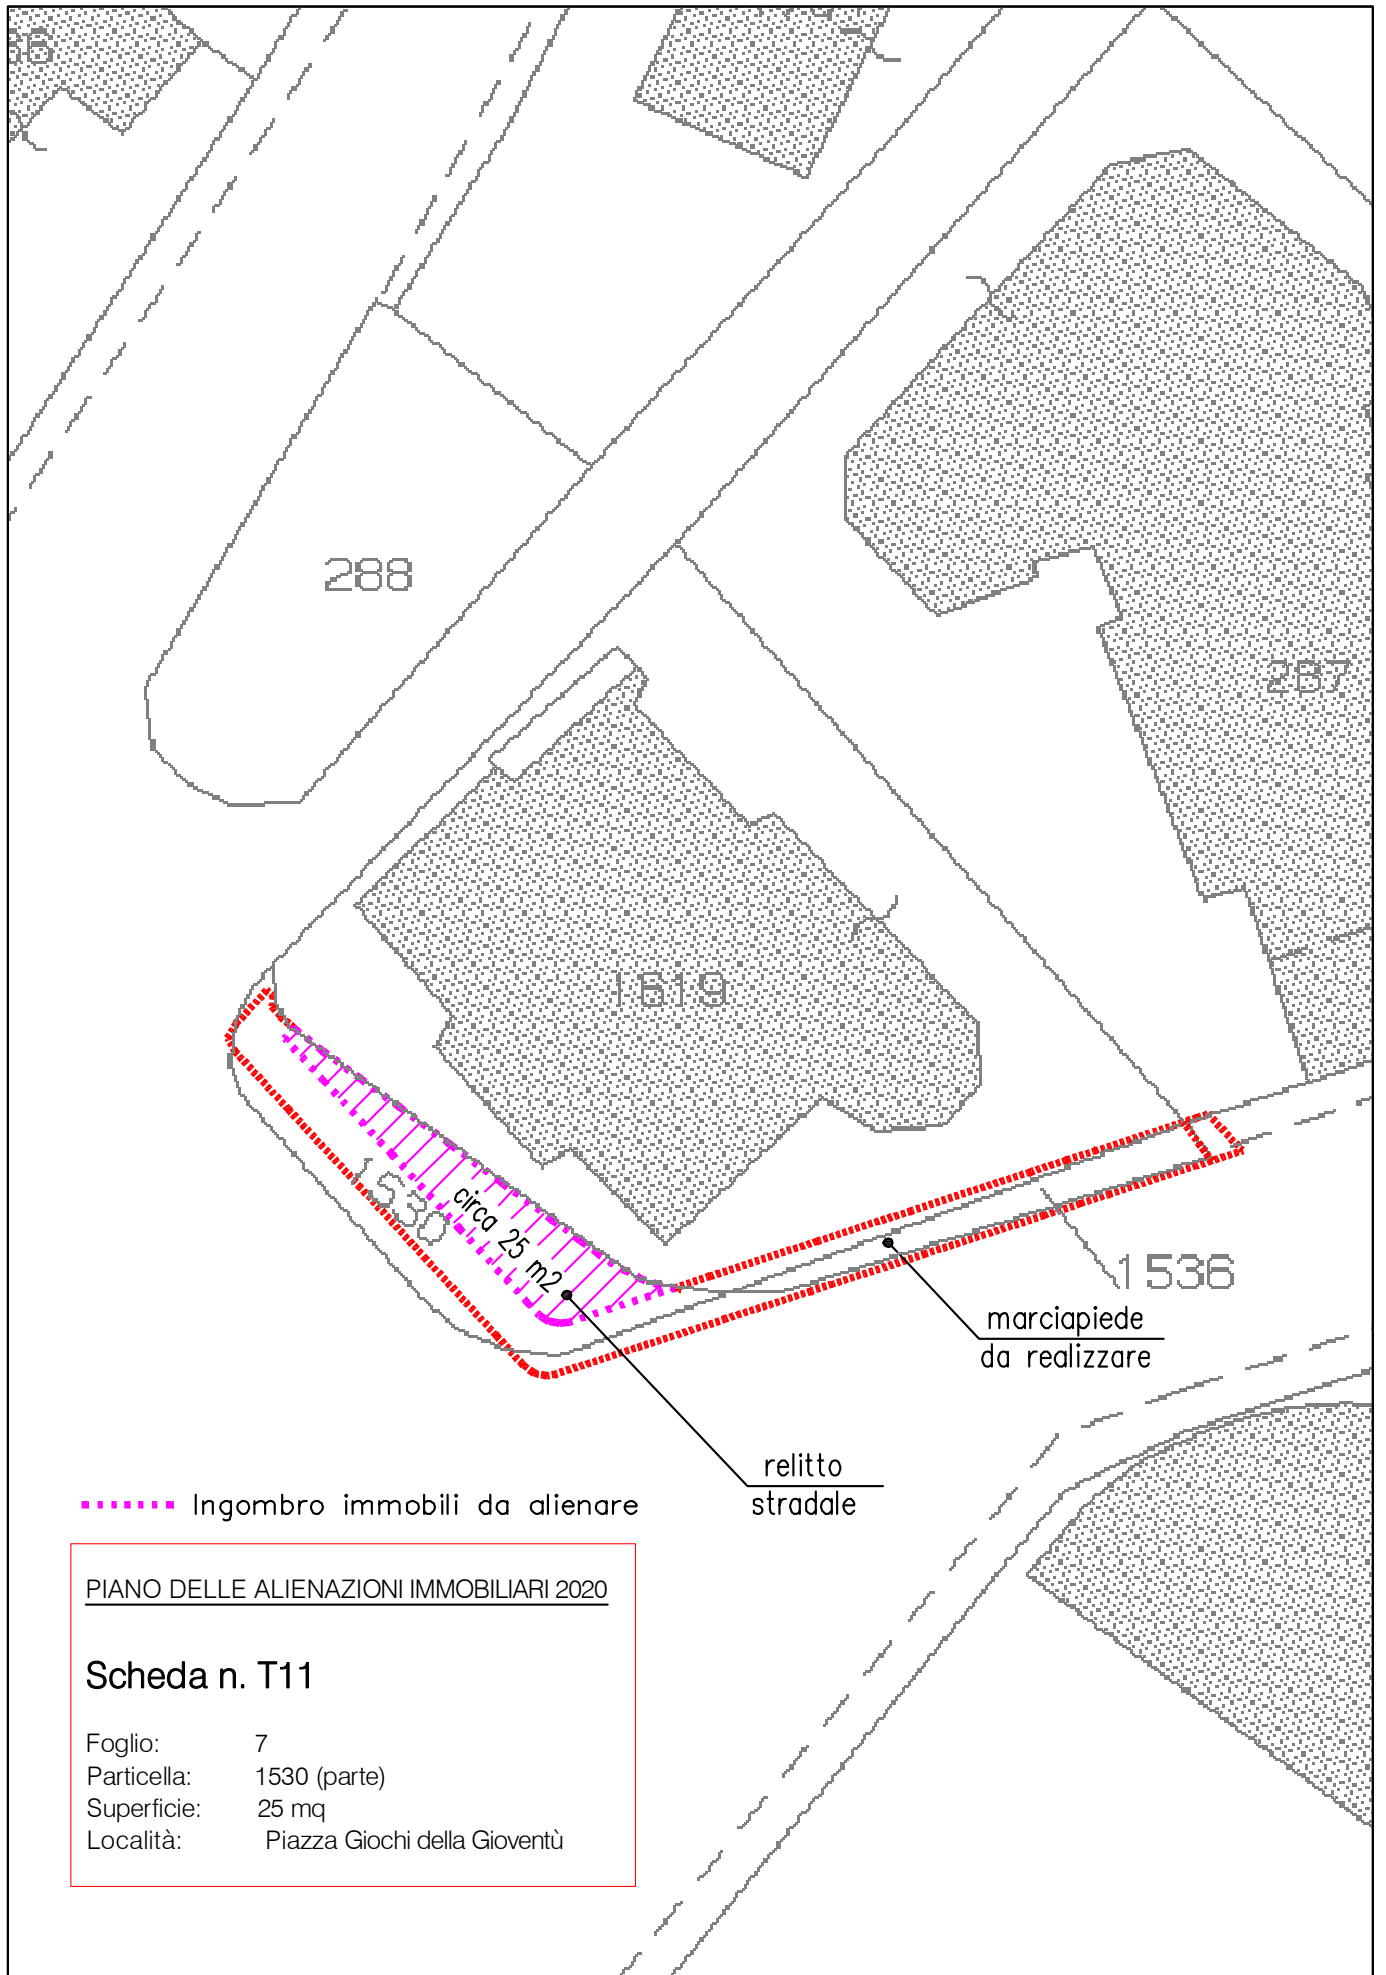 288
287
1619
1530
circa 25 m2
1536
marciapiede
da realizzare
relitto
stradale
Ingombro immobili da alienare
PIANO DELLE ALIENAZIONI IMMOBILIARI 2020
Scheda n. T11
Foglio: 7
Particella: 1530 (parte)
Superficie: 25 mq
Località: Piazza Giochi della Gioventù